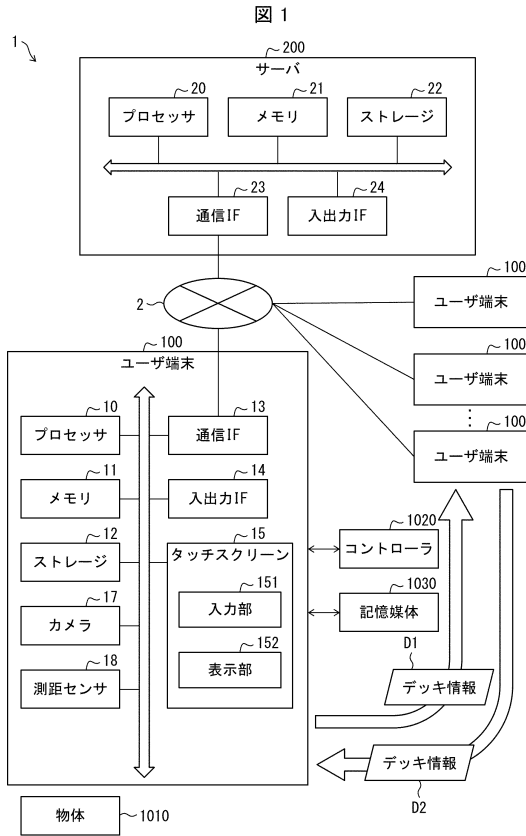 図1
1
200
サーバ
20
21
22
プロセッサ
メモリ
ストレージ
23
24
通信IF
入出力IF
2
100
ユーザ端末
100
ユーザ端末
100
ユーザ端末
100
ユーザ端末
10
13
プロセッサ
通信IF
11
14
メモリ
入出力IF
12
15
ストレージ
タッチスクリーン
151
入力部
17
カメラ
152
表示部
18
測距センサ
1020
コントローラ
1030
記憶媒体
D1
デッキ情報
デッキ情報
D2
物体
1010